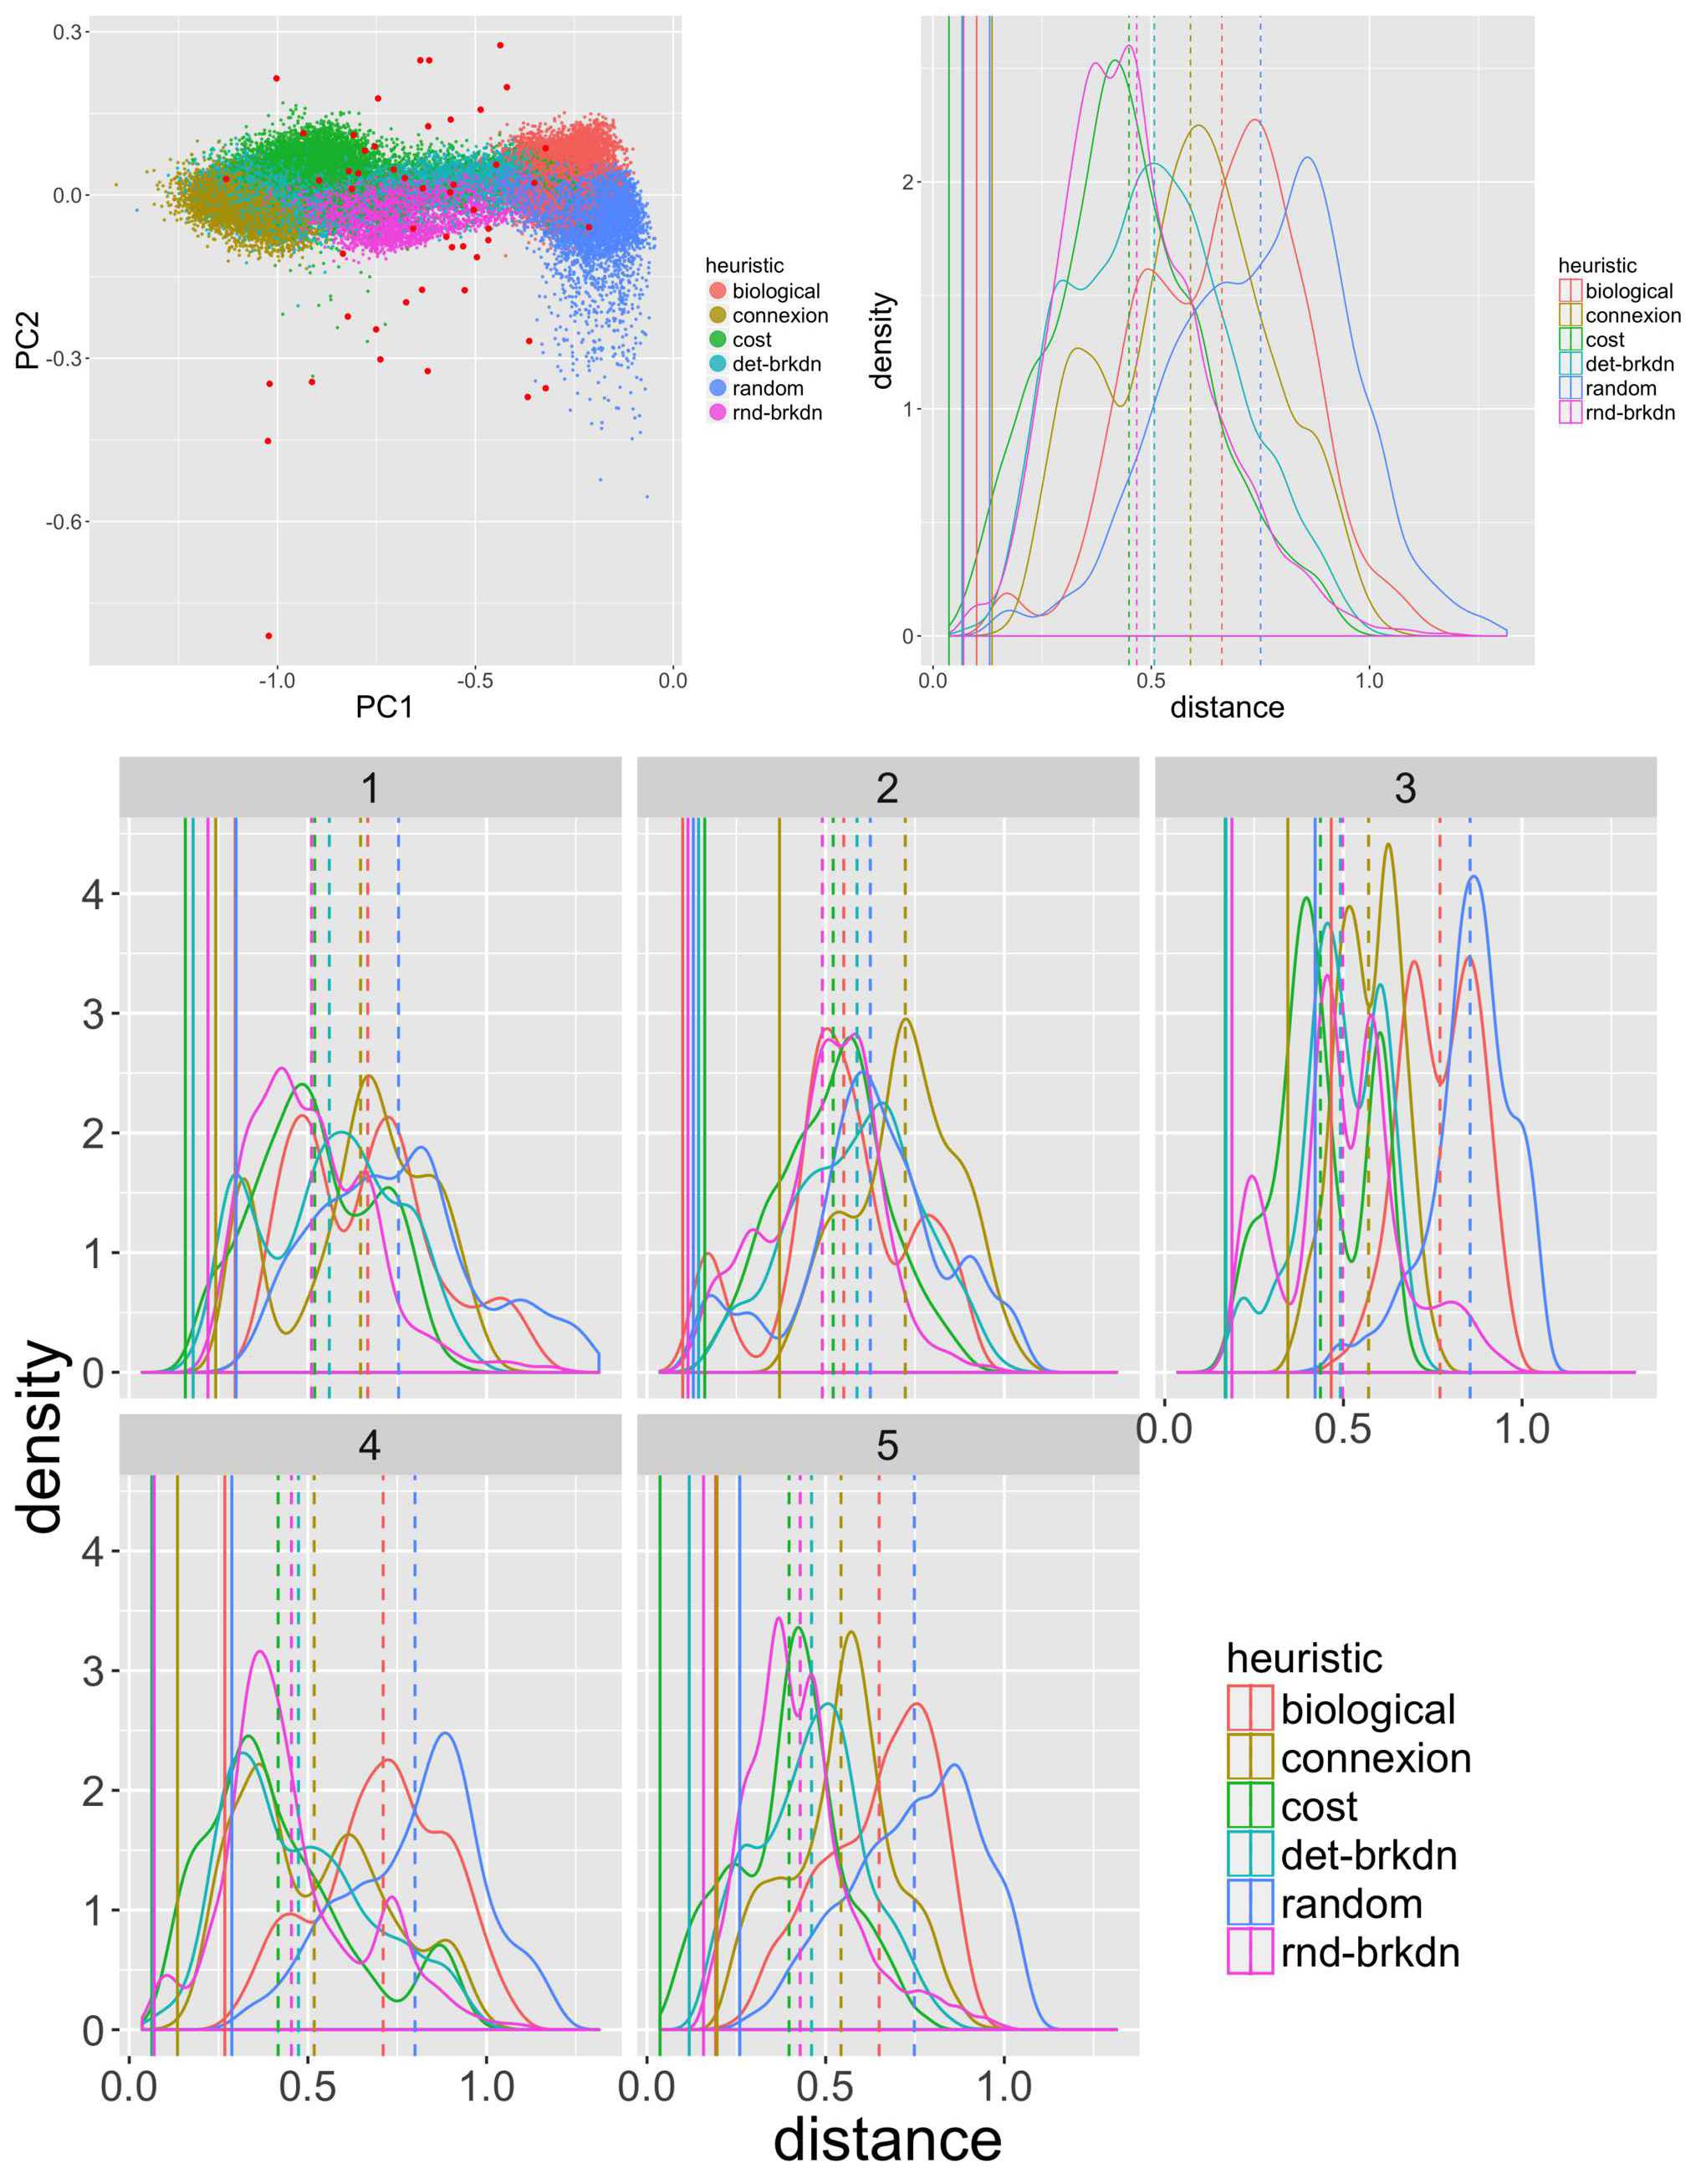 0.3
0.0
-0.3
-0.6
PC2
-1.0 -0.5 0.0
PC1
heuristic
biological
connexion
cost
det-brkdn
random
rnd-brkdn
2
1
0
density
0.0 0.5 1.0
distance
heuristic
biological
connexion
cost
det-brkdn
random
rnd-brkdn
1 2 3
4
3
2
1
0
0.0 0.5 1.0
4 5
density
4
3
2
1
0
0.0 0.5 1.0 0.0 0.5 1.0
distance
heuristic
biological
connexion
cost
det-brkdn
random
rnd-brkdn